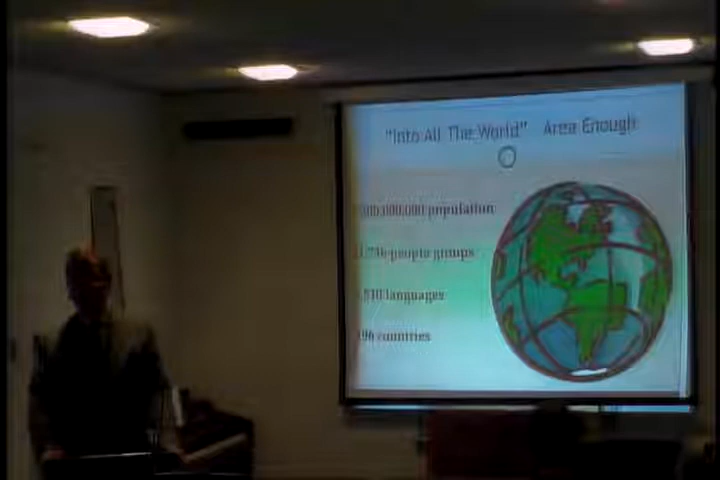 "Into All The World" Area Enough
population
people groups
languages
countries